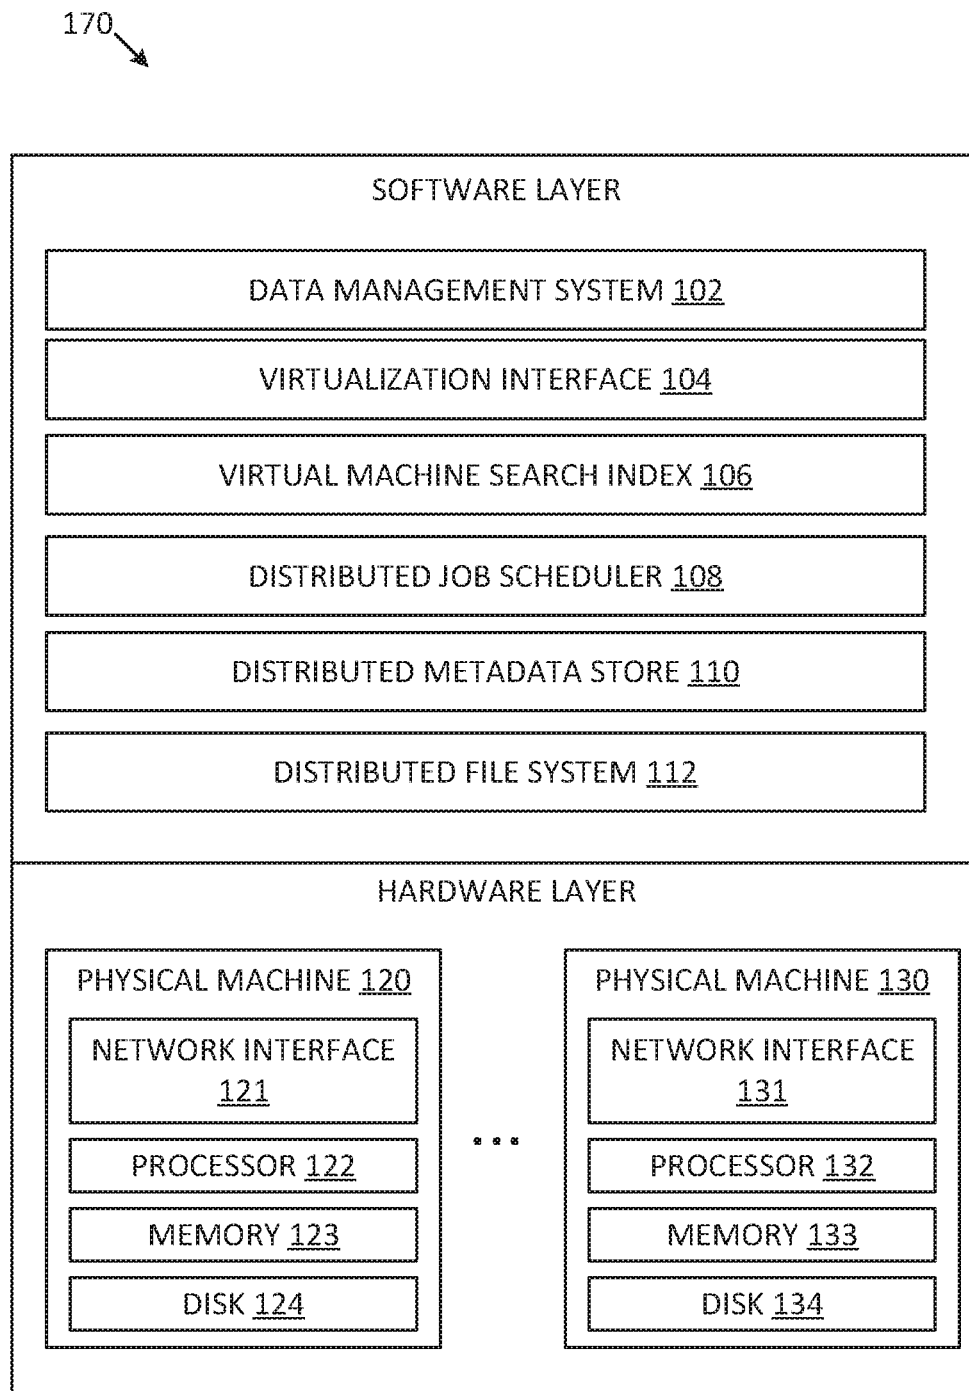 170
SOFTWARE LAYER
DATA MANAGEMENT SYSTEM 102
VIRTUALIZATION INTERFACE 104
VIRTUAL MACHINE SEARCH INDEX 106
DISTRIBUTED JOB SCHEDULER 108
DISTRIBUTED METADATA STORE 110
DISTRIBUTED FILE SYSTEM 112
HARDWARE LAYER
PHYSICAL MACHINE 120
NETWORK INTERFACE
121
PROCESSOR 122
MEMORY 123
DISK 124
...
PHYSICAL MACHINE 130
NETWORK INTERFACE
131
PROCESSOR 132
MEMORY 133
DISK 134